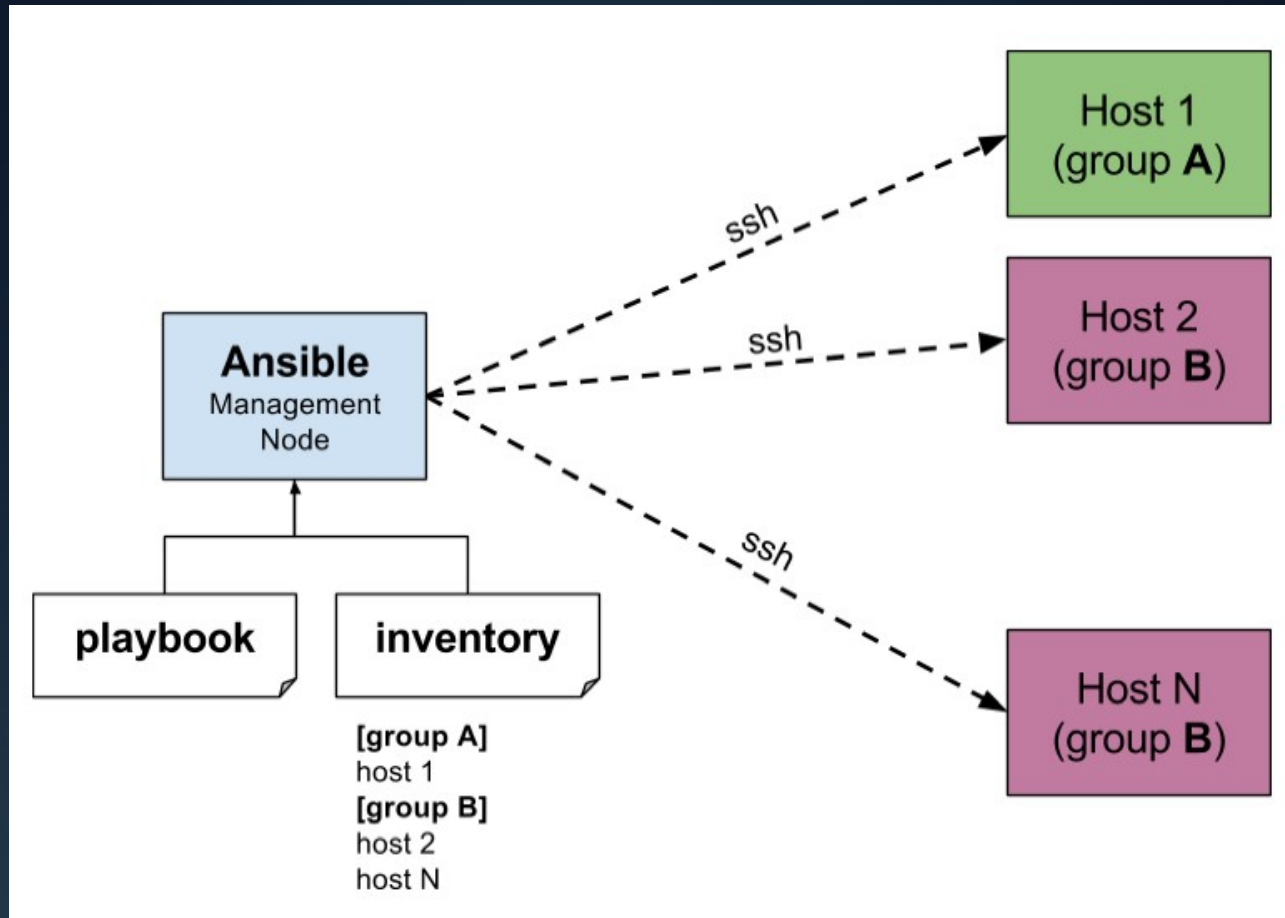 Host 1
(group A)
ssh
Host 2
(group B)
ssh
Ansible
Management
Node
ssh
playbook
inventory
Host N
(group B)
[group A]
host 1
[group B]
host 2
host N